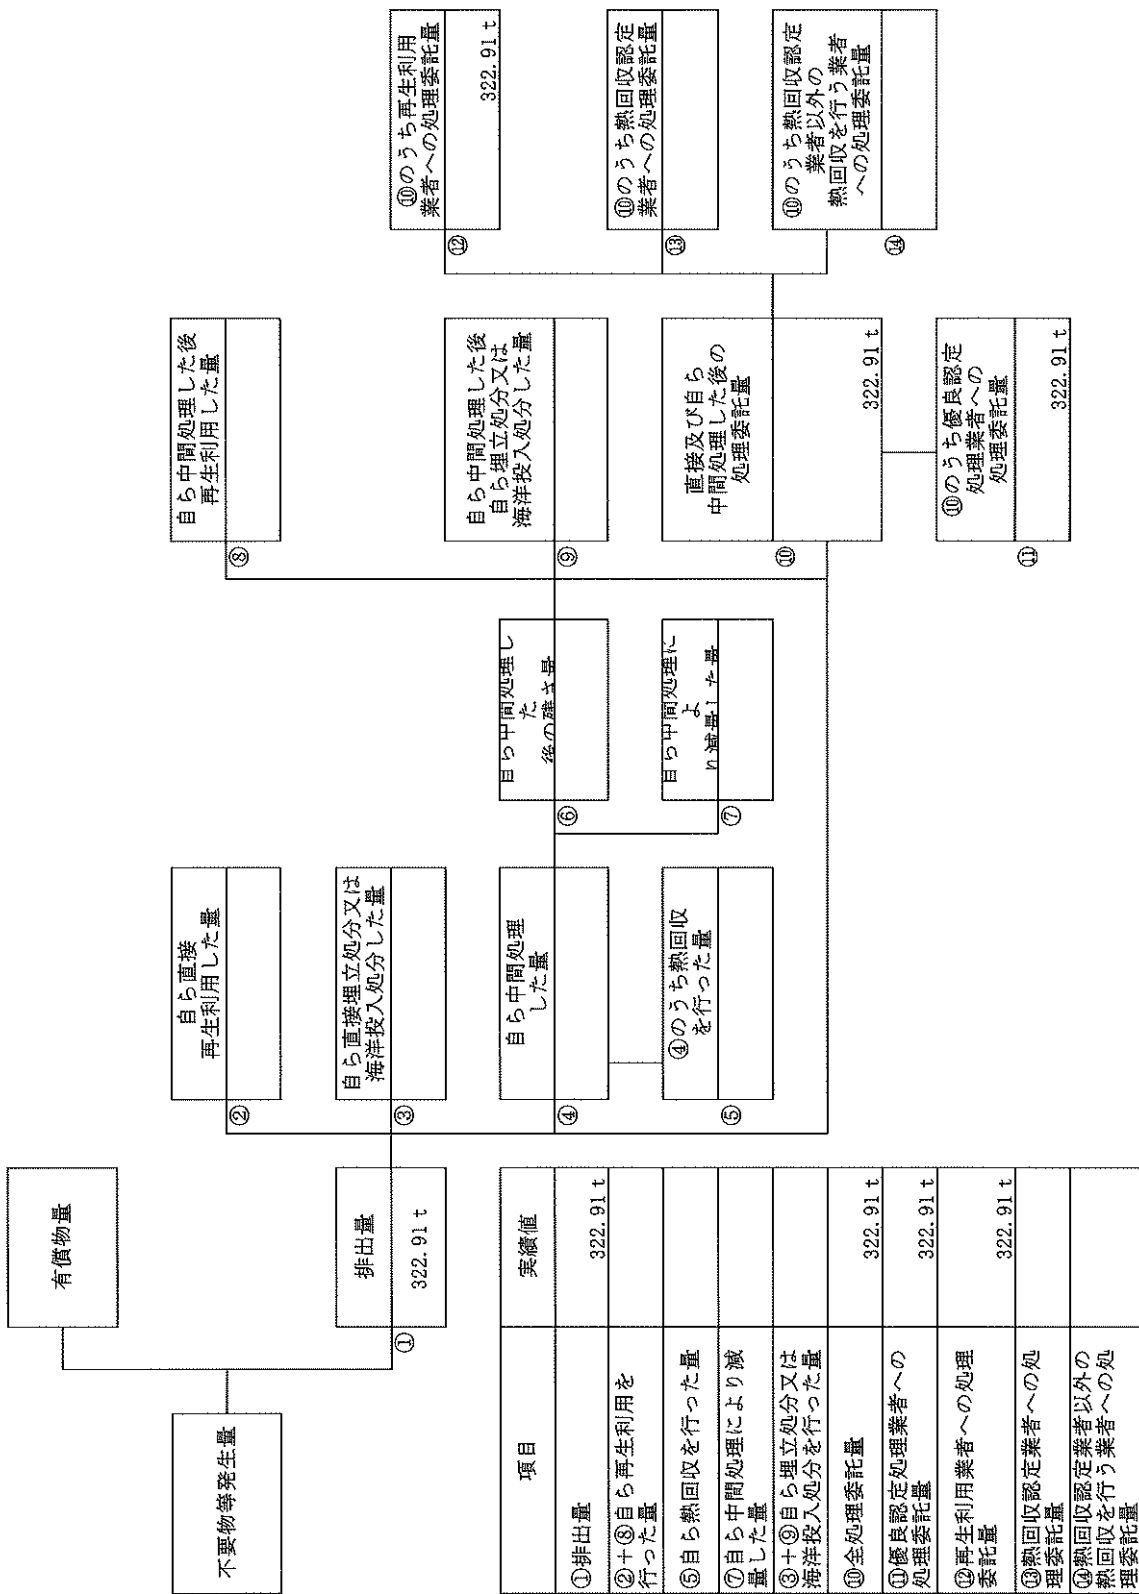 不要物等発生量
有償物量
①
排出量
322.91 t
②
自ら直接
再生利用した量
③
自ら直接埋立処分又は
海洋投入処分した量
④
自ら中間処理
した量
⑤
④のうち熱回収
を行った量
⑥
自ら中間処理し
た
後の残さ量
⑦
自ら中間処理に
よ
り減量した量
⑧
自ら中間処理した後
再生利用した量
⑨
自ら中間処理した後
自ら埋立処分又は
海洋投入処分した量
⑩
直接及び自ら
中間処理した後の
処理委託量
322.91 t
⑪
⑩のうち優良認定
処理業者への
処理委託量
322.91 t
⑫
⑩のうち再生利用
業者への処理委託量
322.91 t
⑬
⑩のうち熱回収認定
業者への処理委託量
⑭
⑩のうち熱回収認定
業者以外の
熱回収を行う業者
への処理委託量
項目
実績値
①排出量
322.91 t
②+⑧自ら再生利用を
行った量
⑤自ら熱回収を行った量
⑦自ら中間処理により減
量した量
③+⑨自ら埋立処分又は
海洋投入処分を行った量
⑩全処理委託量
322.91 t
⑪優良認定処理業者への
処理委託量
322.91 t
⑫再生利用業者への処理
委託量
322.91 t
⑬熱回収認定業者への処
理委託量
⑭熱回収認定業者以外の
熱回収を行う業者への処
理委託量